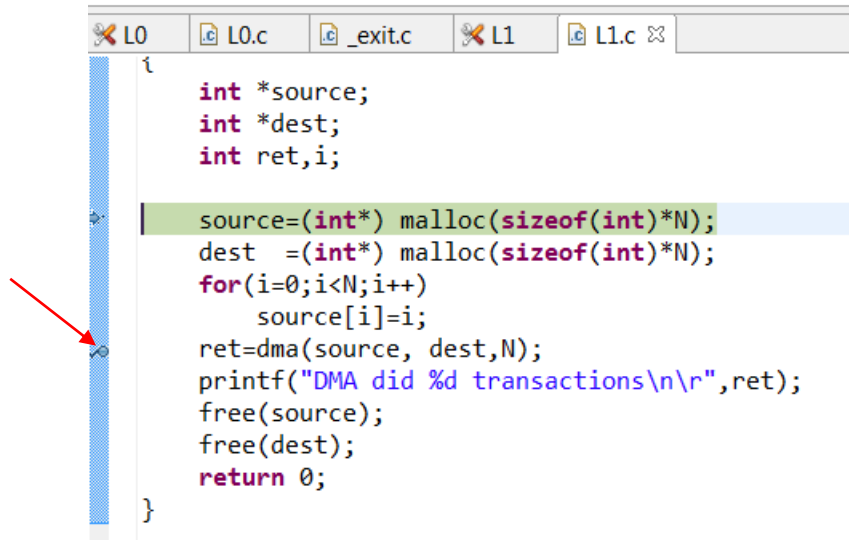 L0 L0.c _exit.c L1 L1.c
{
int *source;
int *dest;
int ret,i;
source=(int*) malloc(sizeof(int)*N);
dest  =(int*) malloc(sizeof(int)*N);
for(i=0;i<N;i++)
source[i]=i;
ret=dma(source, dest,N);
printf("DMA did %d transactions\n\r",ret);
free(source);
free(dest);
return 0;
}